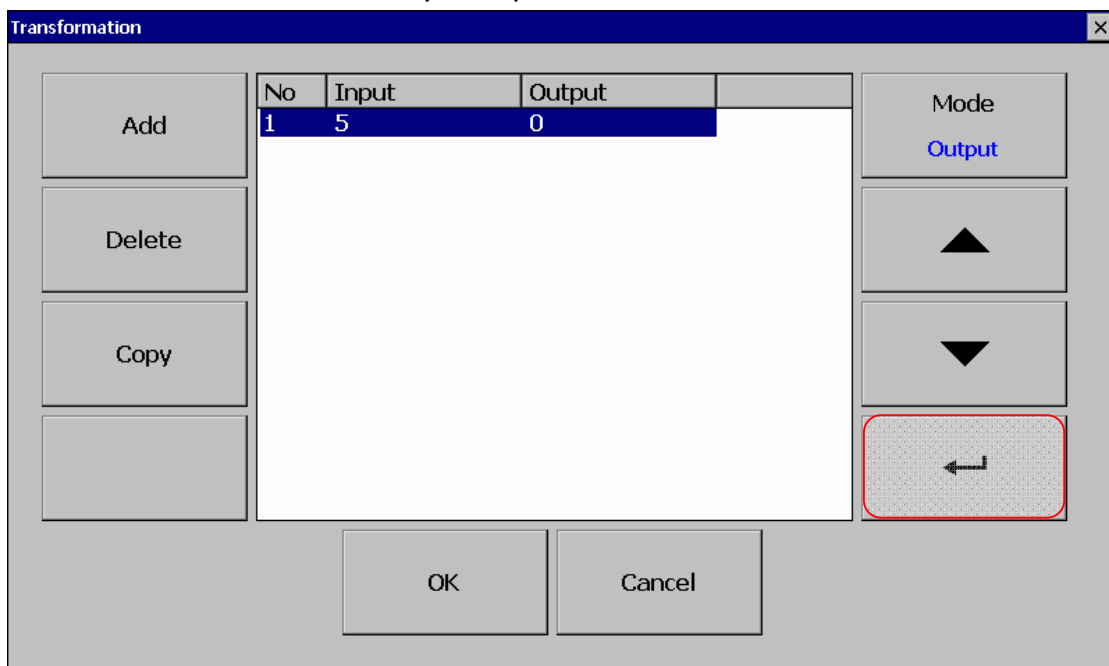 Transformation
Add
Delete
Copy
No Input Output
1 5 0
Mode
Output
OK Cancel